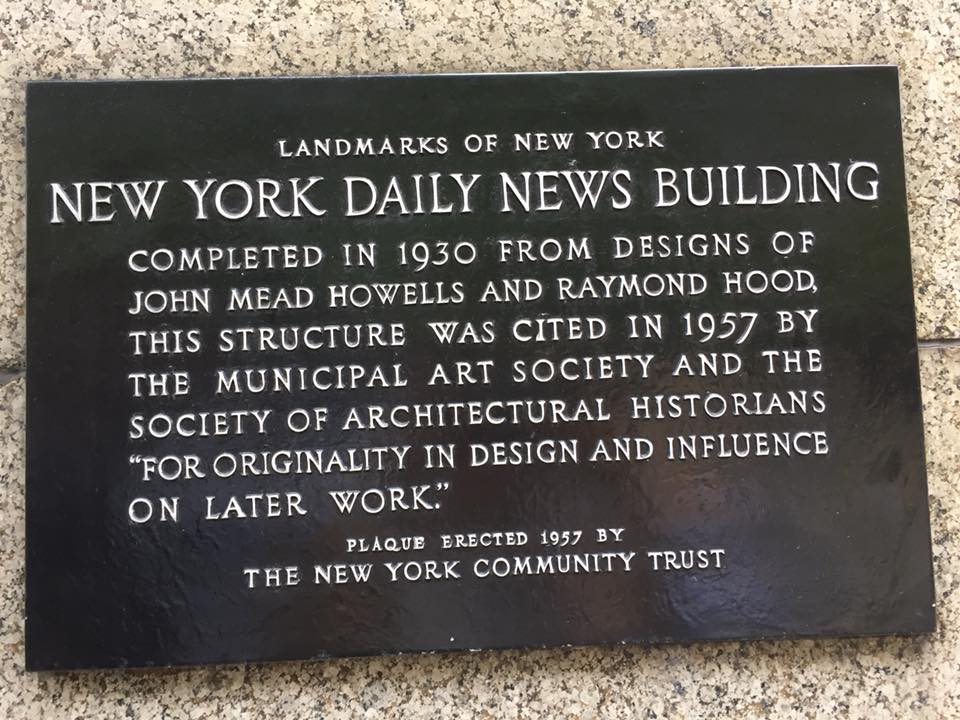 LANDMARKS OF NEW YORK
NEW YORK DAILY NEWS BUILDING
COMPLETED IN 1930 FROM DESIGNS OF
JOHN MEAD HOWELLS AND RAYMOND HOOD,
THIS STRUCTURE WAS CITED IN 1957 BY
THE MUNICIPAL ART SOCIETY AND THE
SOCIETY OF ARCHITECTURAL HISTORIANS
“FOR ORIGINALITY IN DESIGN AND INFLUENCE
ON LATER WORK.”
PLAQUE ERECTED 1957 BY
THE NEW YORK COMMUNITY TRUST